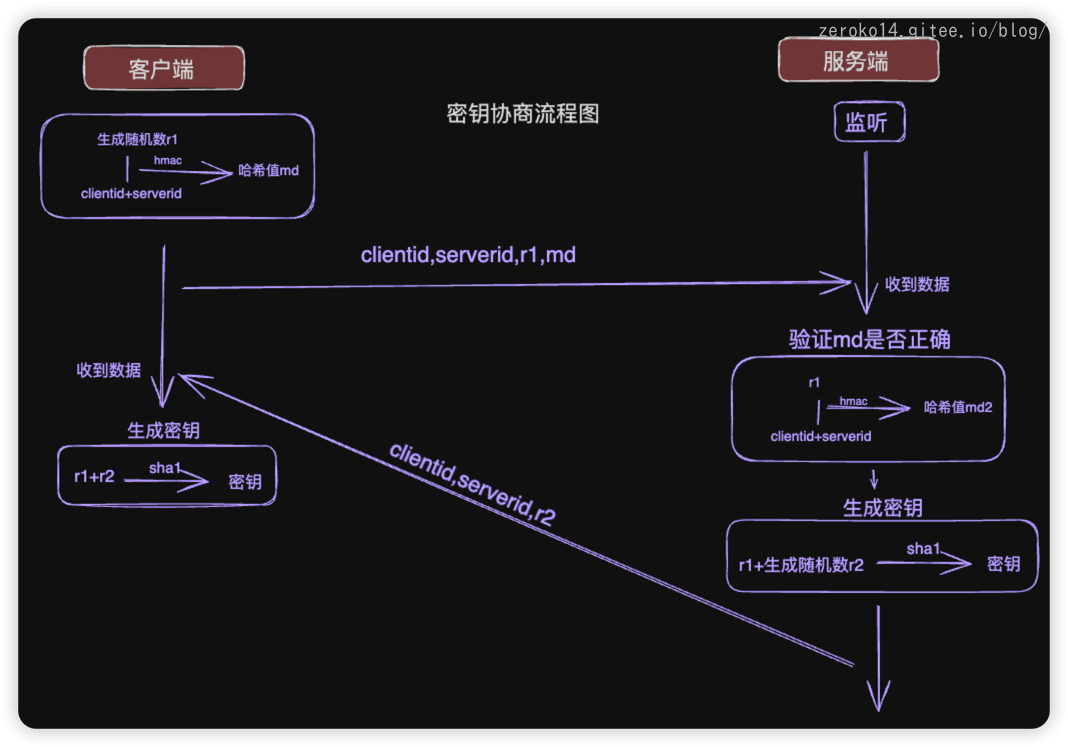 zeroko14.gitee.io/blog/
客户端
服务端
密钥协商流程图
监听
生成随机数r1
hmac
哈希值md
clientid+serverid
clientid,serverid,r1,md
收到数据
验证md是否正确
收到数据
r1
hmac
哈希值md2
clientid+serverid
生成密钥
r1+r2
sha1
密钥
clientid,serverid,r2
生成密钥
r1+生成随机数r2
sha1
密钥